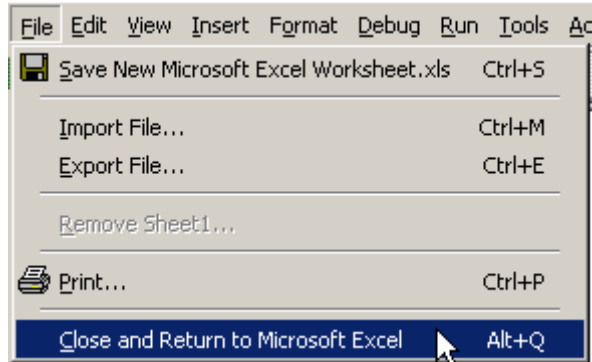 File Edit View Insert Format Debug Run Tools
Save New Microsoft Excel Worksheet.xls Ctrl+S
Import File... Ctrl+M
Export File... Ctrl+E
Remove Sheet1...
Print... Ctrl+P
Close and Return to Microsoft Excel Alt+Q